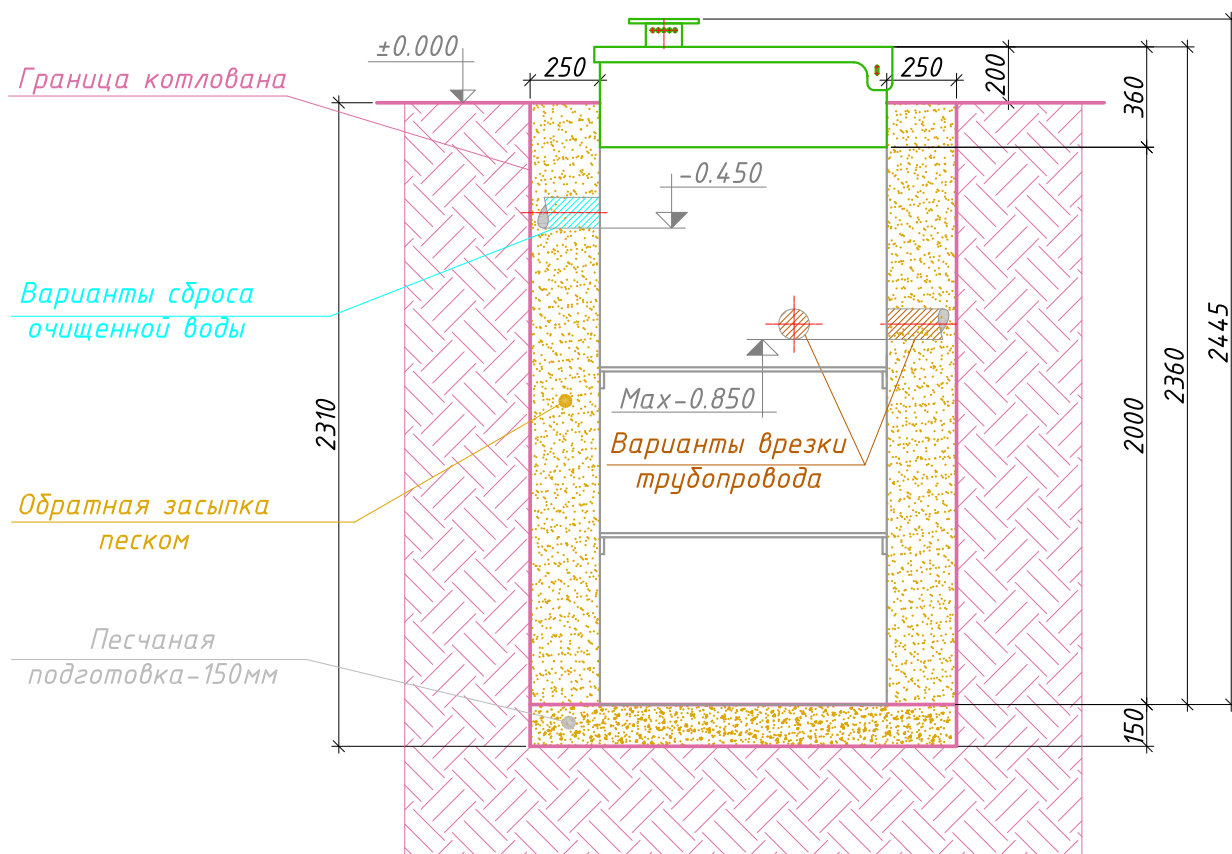 ±0.000
Граница котлована
250
250
200
360
-0.450
Варианты сброса
очищенной воды
2445
2360
Max-0.850
2310
2000
Варианты врезки
трубопровода
Обратная засыпка
песком
Песчаная
подготовка-150мм
150